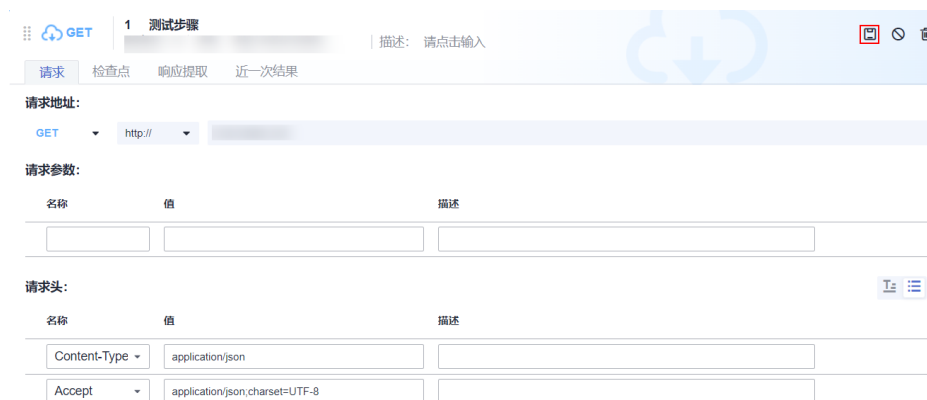 GET
1 测试步骤
描述： 请点击输入
请求 检查点 响应提取 近一次结果
请求地址：
GET http://
请求参数：
名称 值 描述
请求头：
名称 值 描述
Content-Type application/json
Accept application/json;charset=UTF-8